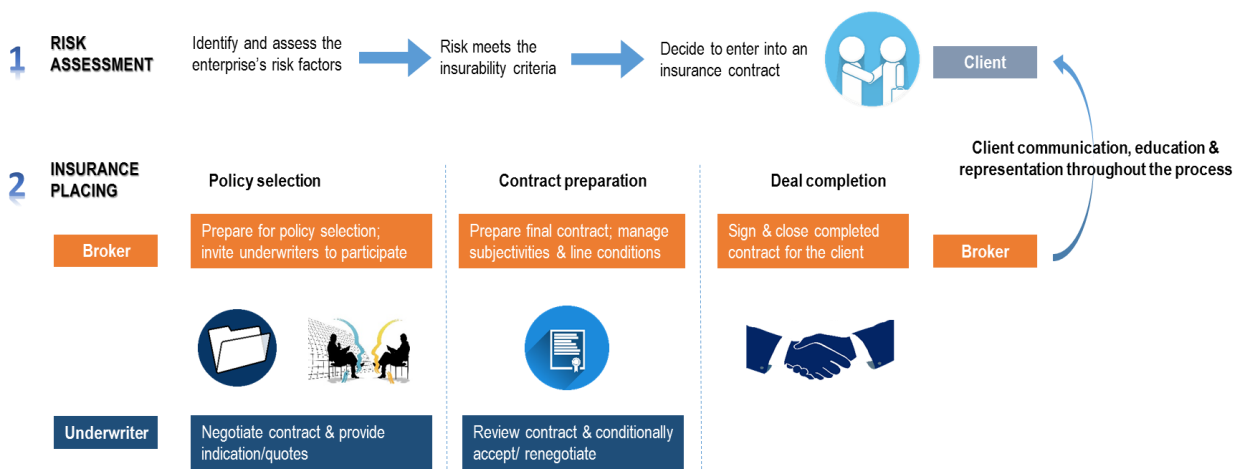 1
RISK
ASSESSMENT
Identify and assess the
enterprise's risk factors
Risk meets the
insurability criteria
Decide to enter into an
insurance contract
Client
Client communication, education &
representation throughout the process
2
INSURANCE
PLACING
Policy selection
Contract preparation
Deal completion
Broker
Prepare for policy selection;
invite underwriters to participate
Prepare final contract; manage
subjectivities & line conditions
Sign & close completed
contract for the client
Broker
Underwriter
Negotiate contract & provide
indication/quotes
Review contract & conditionally
accept/ renegotiate